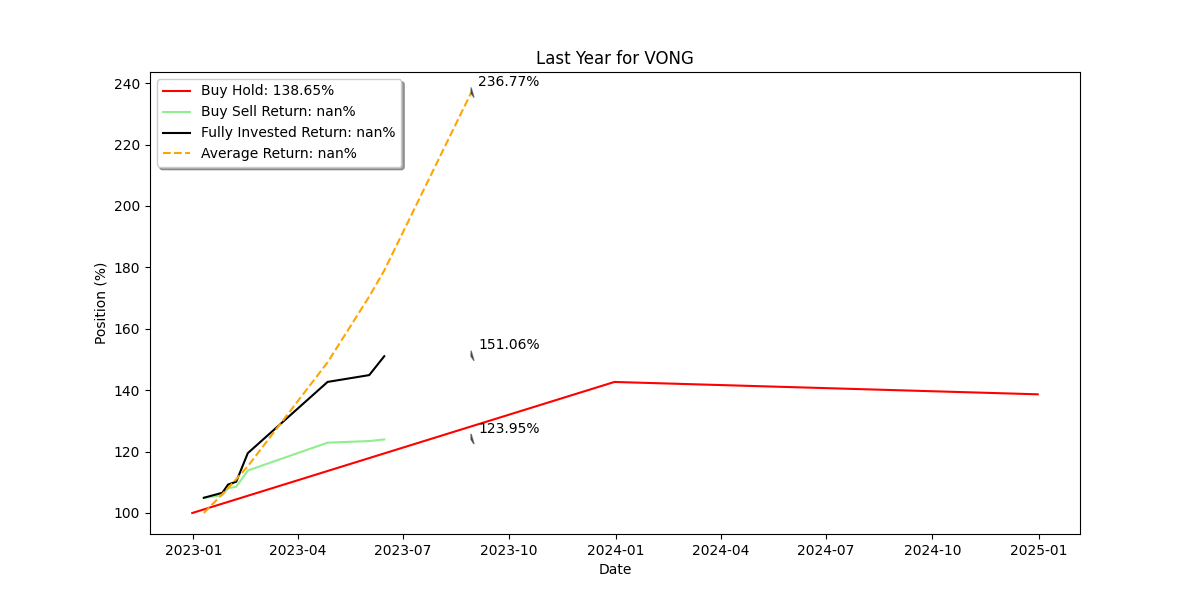 Last Year for VONG
Buy Hold: 138.65%
Buy Sell Return: nan%
Fully Invested Return: nan%
Average Return: nan%
236.77%
151.06%
123.95%
Position (%)
240
220
200
180
160
140
120
100
2023-01
2023-04
2023-07
2023-10
2024-01
2024-04
2024-07
2024-10
2025-01
Date